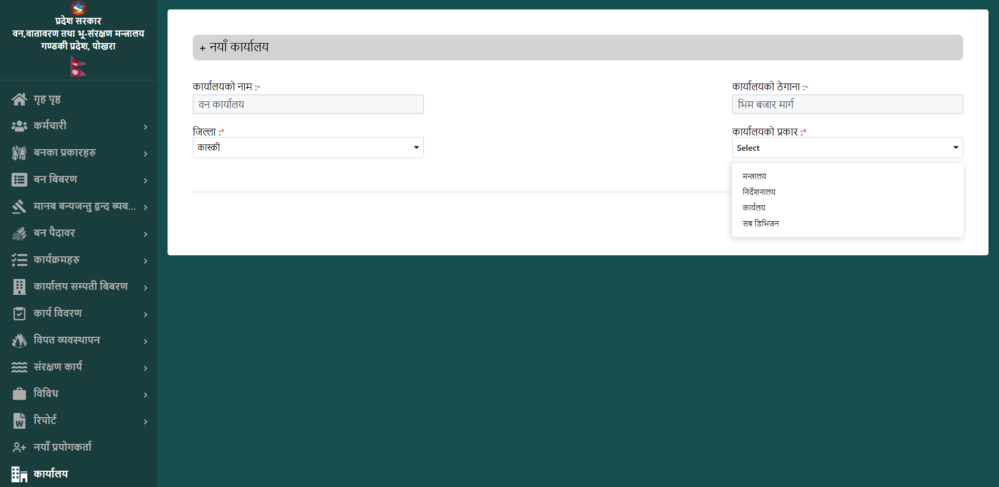 प्रदेश सरकार
वन,वातावरण तथा भू-संरक्षण मन्त्रालय
गण्डकी प्रदेश, पोखरा
गृह पृष्ठ
कर्मचारी
बनका प्रकारहरु
बन बिबरण
मानब बन्यजन्तु द्वन्द ब्यब...
बन पैदावर
कार्यक्रमहरु
कार्यालय सम्पती बिबरण
कार्य विवरण
विपत व्यवस्थापन
संरक्षण कार्य
विविध
रिपोर्ट
नयाँ प्रयोगकर्ता
कार्यालय
+ नयाँ कार्यालय
कार्यालयको नाम :*
वन कार्यालय
कार्यालयको ठेगाना :*
भिम बजार मार्ग
जिल्ला :*
कास्की
कार्यालयको प्रकार :*
Select
मन्त्रालय
निर्देशनालय
कार्यलय
सब डिभिजन